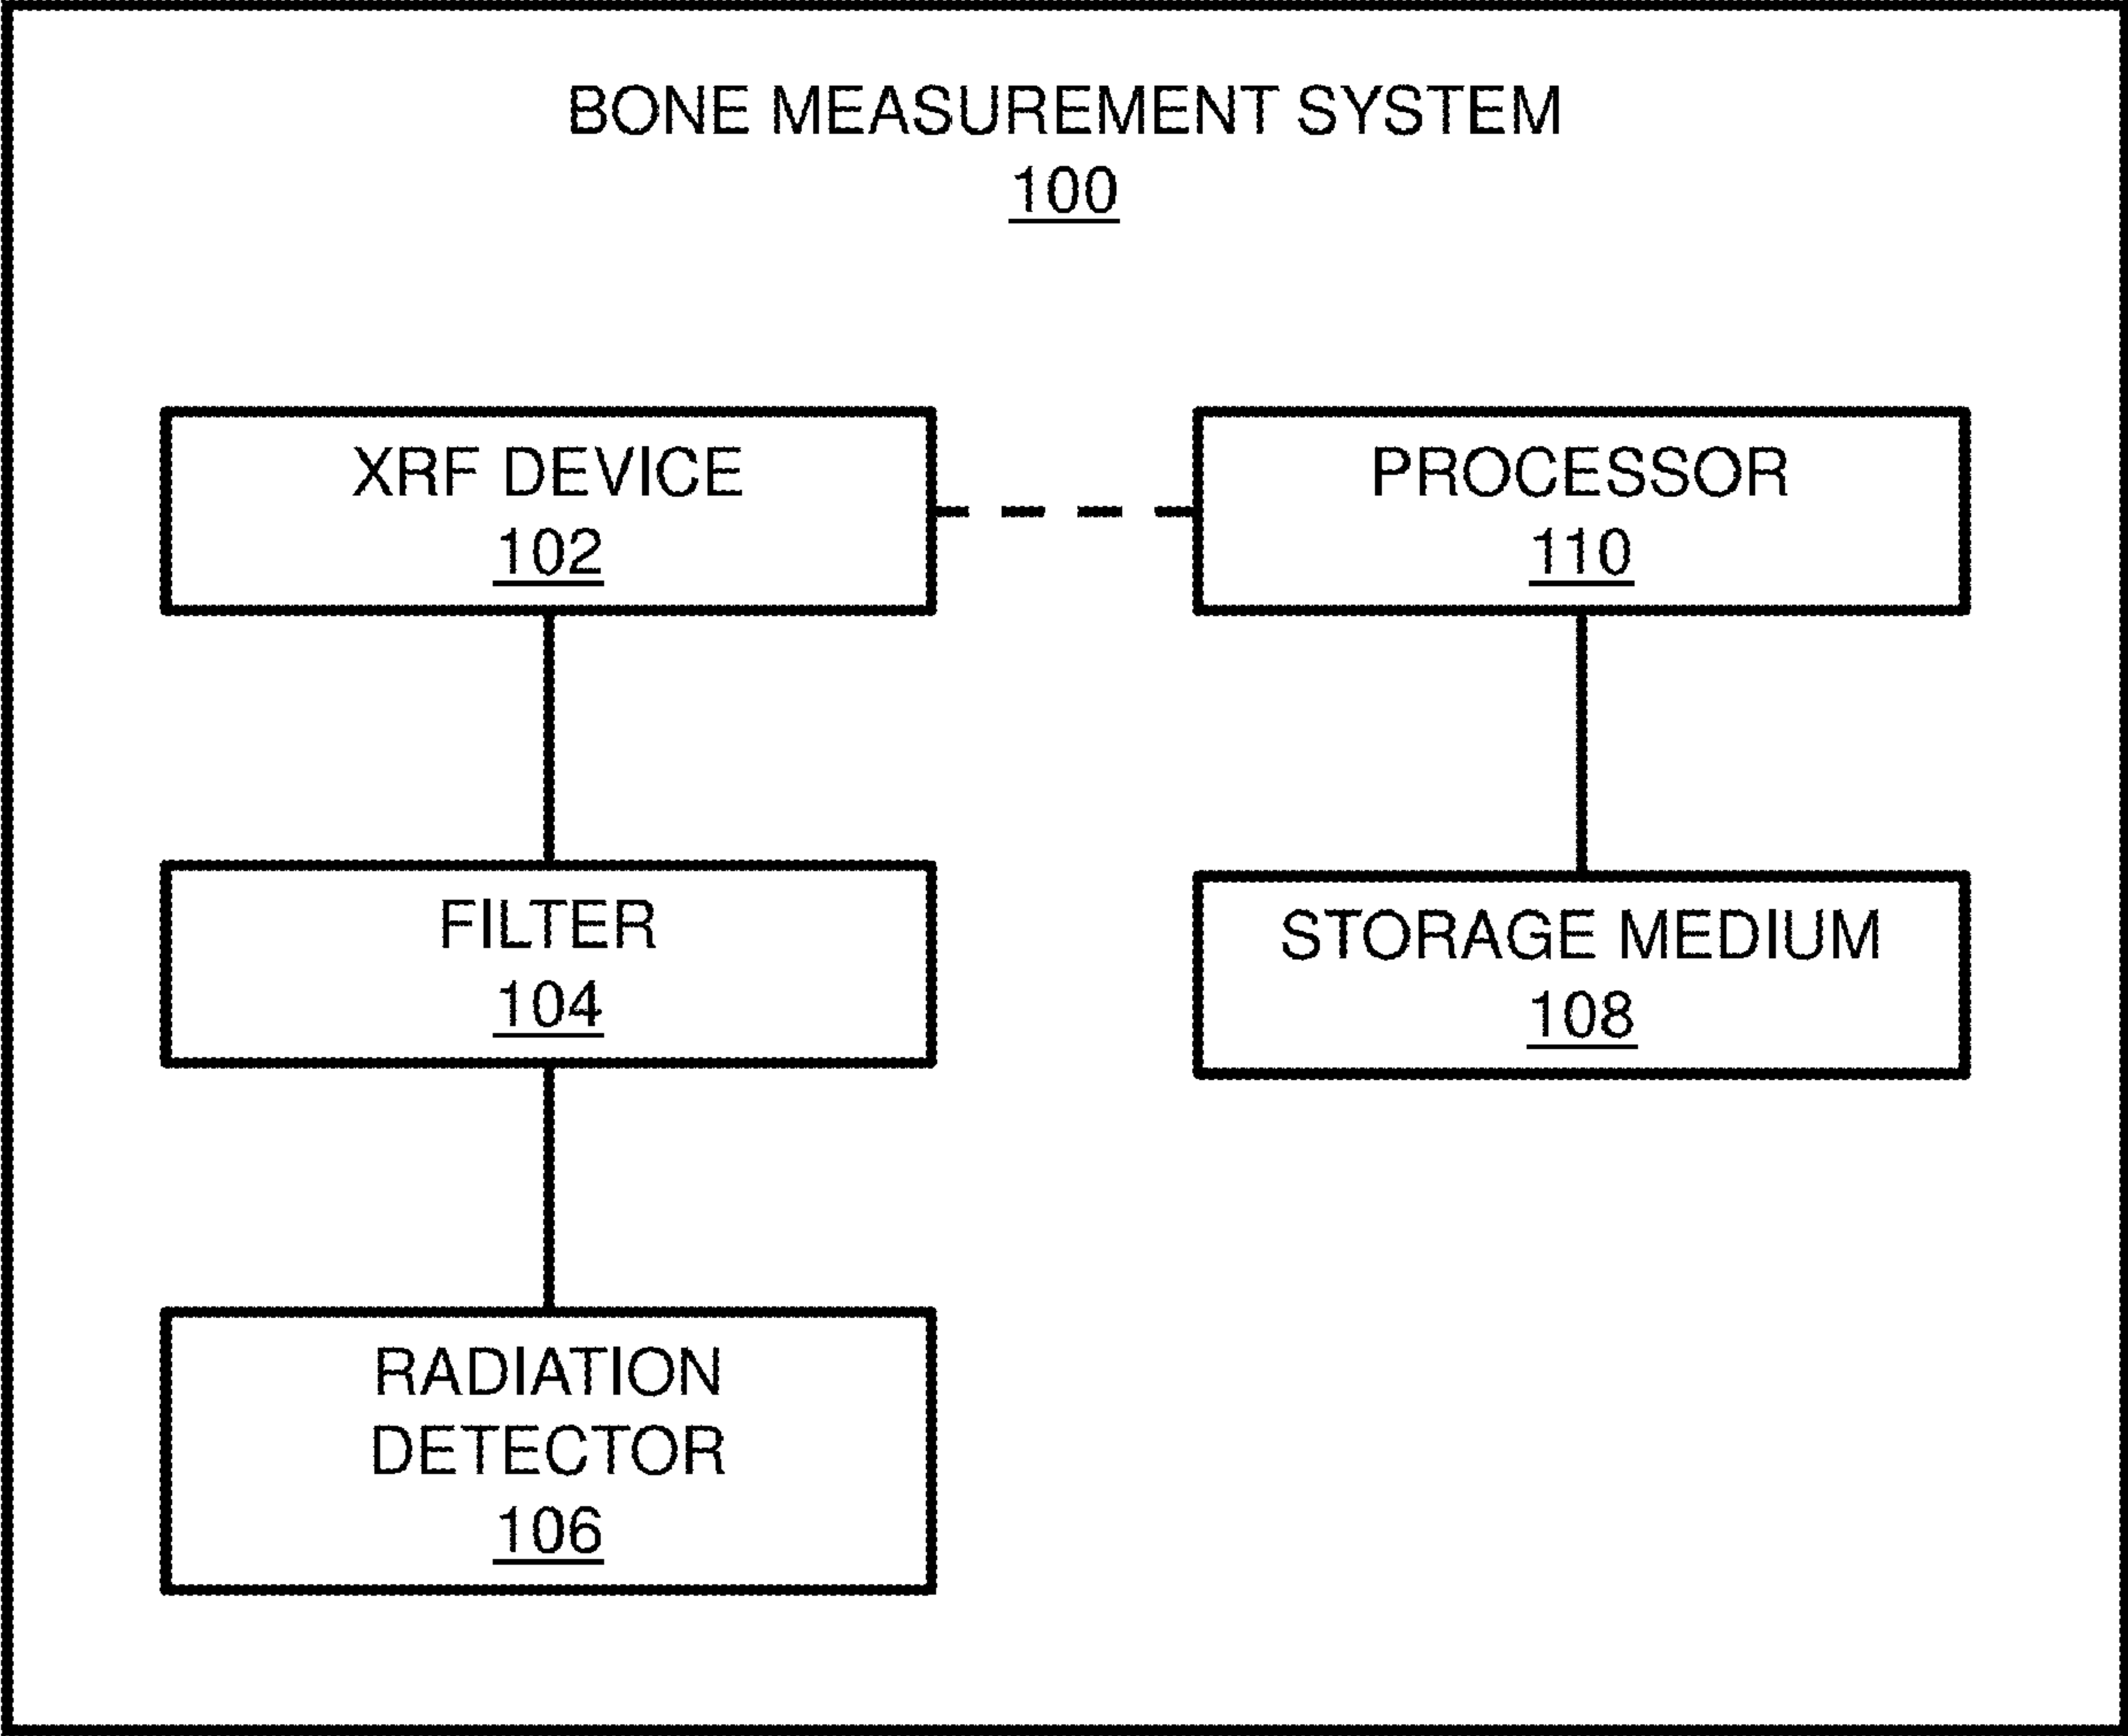 BONE MEASUREMENT SYSTEM
100
XRF DEVICE
102
PROCESSOR
110
FILTER
104
STORAGE MEDIUM
108
RADIATION
DETECTOR
106